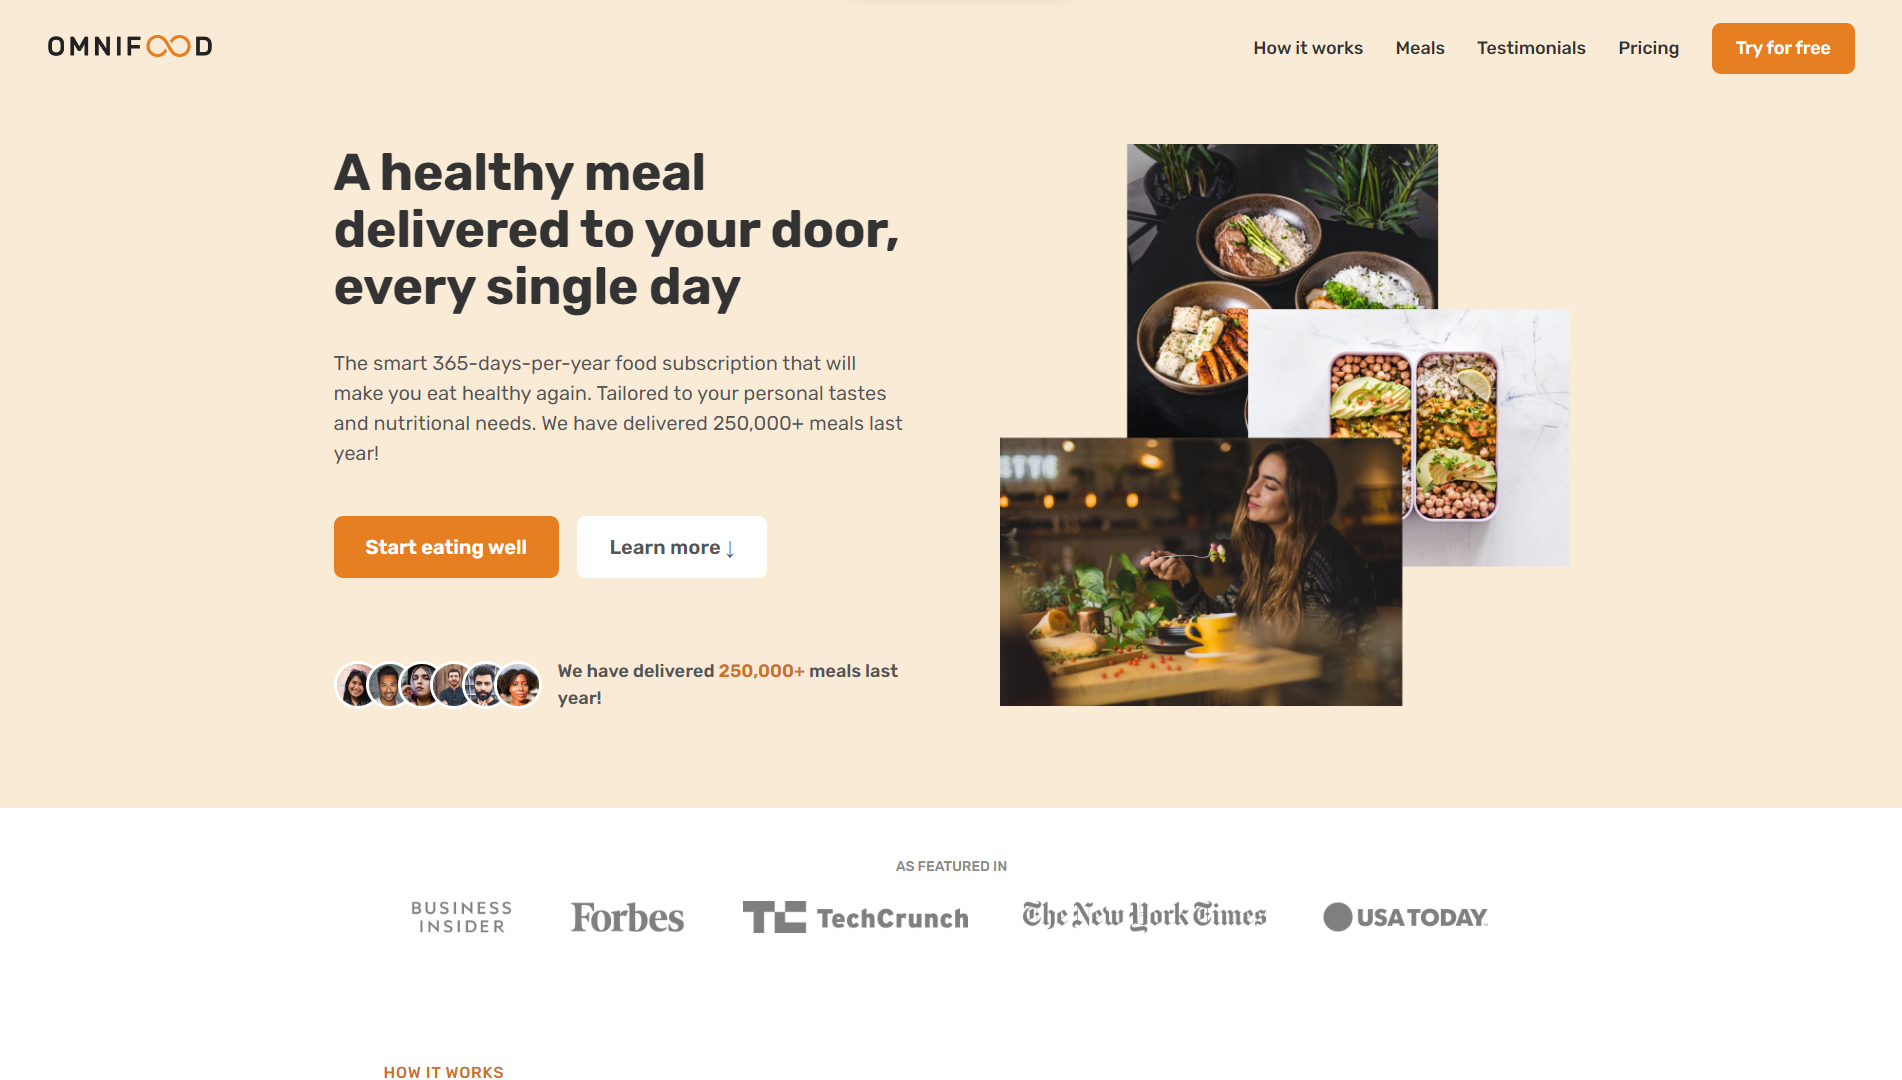 OMNIFOOD
How it works
Meals
Testimonials
Pricing
Try for free
A healthy meal
delivered to your door,
every single day
The smart 365-days-per-year food subscription that will
make you eat healthy again. Tailored to your personal tastes
and nutritional needs. We have delivered 250,000+ meals last
year!
Start eating well
Learn more ↓
We have delivered 250,000+ meals last
year!
ETTE
AS FEATURED IN
BUSINESS
INSIDER
Forbes
TC TechCrunch
The New York Times
USA TODAY
HOW IT WORKS